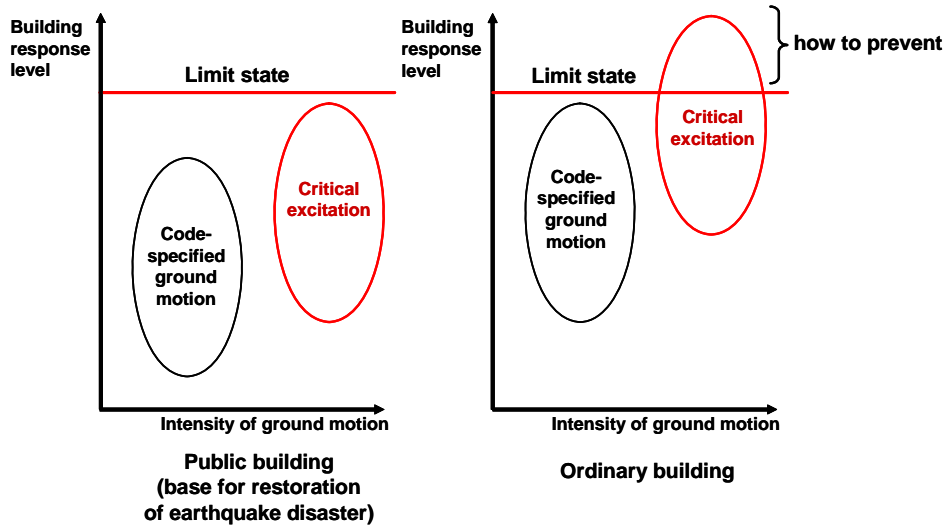 Building
response
level
Limit state
Critical
excitation
Code-
specified
ground
motion
Intensity of ground motion
Public building
(base for restoration
of earthquake disaster)
Building
response
level
how to prevent
Limit state
Critical
excitation
Code-
specified
ground
motion
Intensity of ground motion
Ordinary building